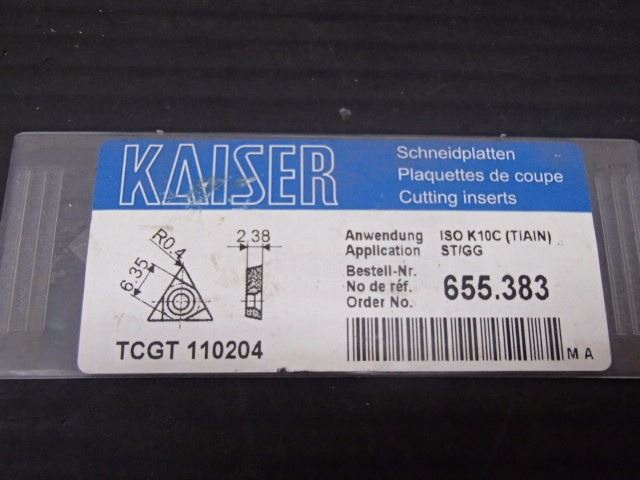 KAISER
Schneidplatten
Plaquettes de coupe
Cutting inserts
R0.4
6.35
2.38
TCGT 110204
Anwendung ISO K10C (TIAIN)
Application ST/GG
Bestell-Nr.
No de réf. 655.383
Order No.
M A